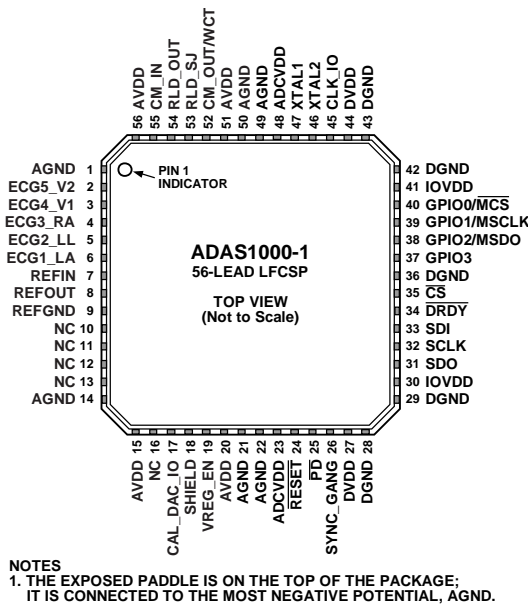 56 AVDD
55 CM_IN
54 RLD_OUT
53 RLD_SJ
52 CM_OUT/WCT
51 AVDD
50 AGND
49 AGND
48 ADCVDD
47 XTAL1
46 XTAL2
45 CLK_IO
44 DVDD
43 DGND
AGND 1
ECG5_V2 2
ECG4_V1 3
ECG3_RA 4
ECG2_LL 5
ECG1_LA 6
REFIN 7
REFOUT 8
REFGND 9
NC 10
NC 11
NC 12
NC 13
AGND 14
PIN 1
INDICATOR
ADAS1000-1
56-LEAD LFCSP
TOP VIEW
(Not to Scale)
42 DGND
41 IOVDD
40 GPIO0/MCS
39 GPIO1/MSCLK
38 GPIO2/MSDO
37 GPIO3
36 DGND
35 CS
34 DRDY
33 SDI
32 SCLK
31 SDO
30 IOVDD
29 DGND
AVDD 15
NC 16
CAL_DAC_IO 17
SHIELD 18
VREG_EN 19
AVDD 20
AGND 21
AGND 22
ADCVDD 23
RESET 24
PD 25
SYNC_GANG 26
DVDD 27
DGND 28
NOTES
1. THE EXPOSED PADDLE IS ON THE TOP OF THE PACKAGE;
IT IS CONNECTED TO THE MOST NEGATIVE POTENTIAL, AGND.